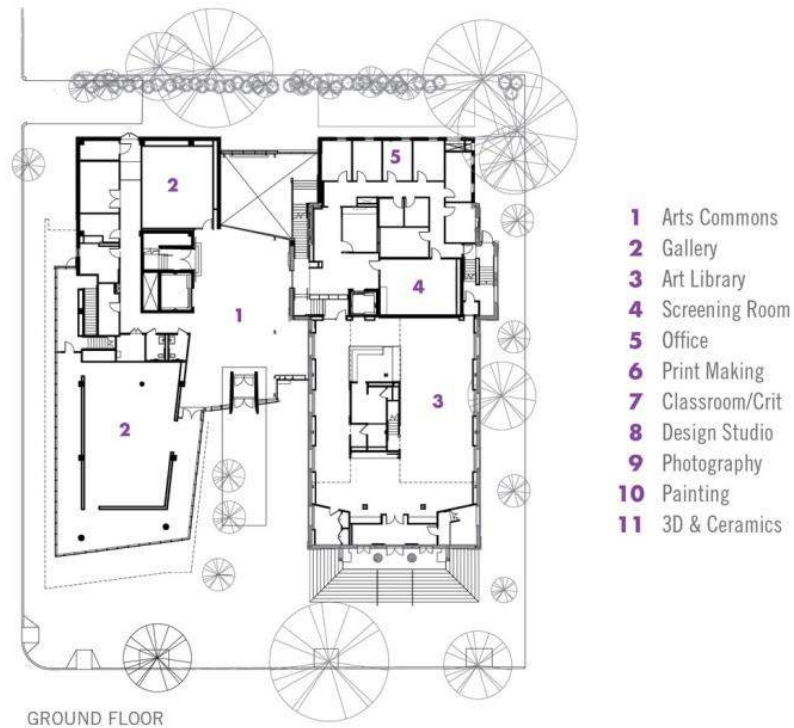 5
2
4
1
3
2
1 Arts Commons
2 Gallery
3 Art Library
4 Screening Room
5 Office
6 Print Making
7 Classroom/Crit
8 Design Studio
9 Photography
10 Painting
11 3D & Ceramics
GROUND FLOOR